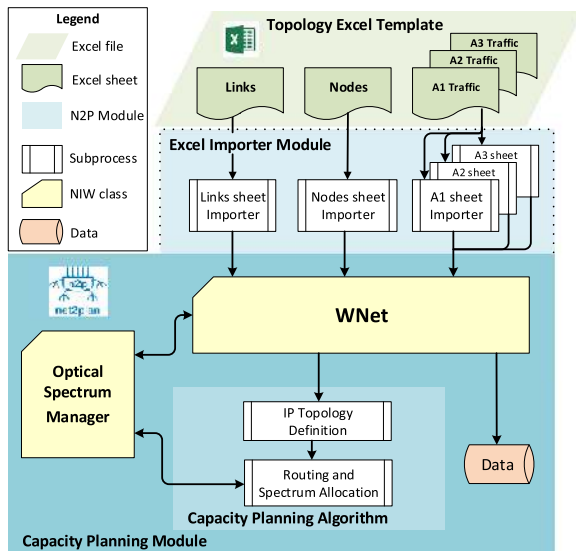 Legend
Excel file
Excel sheet
N2P Module
Subprocess
NIW class
Data
Topology Excel Template
Links
Nodes
A3 Traffic
A2 Traffic
A1 Traffic
Excel Importer Module
Links sheet
Importer
Nodes sheet
Importer
A3 sheet
A2 sheet
A1 sheet
Importer
n2p
net2plan
WNet
Optical
Spectrum
Manager
IP Topology
Definition
Routing and
Spectrum Allocation
Capacity Planning Algorithm
Data
Capacity Planning Module